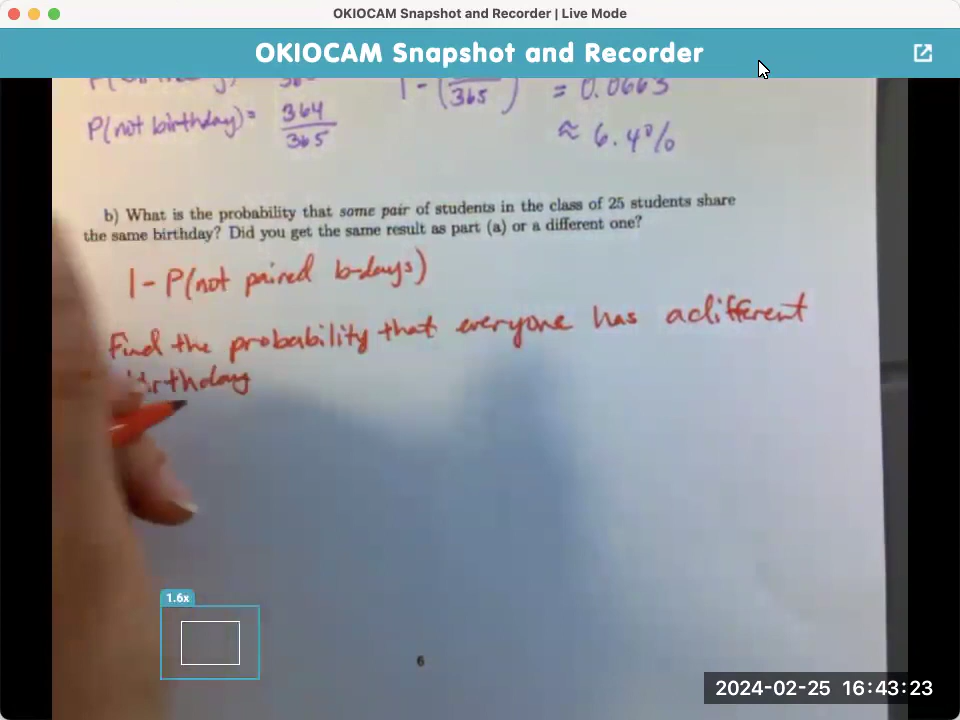 OKIOCAM Snapshot and Recorder | Live Mode
OKIOCAM Snapshot and Recorder
1 - ( 365 ) = 0.0663
P(not birthday) = 364/365 ≈ 6.4%
b) What is the probability that some pair of students in the class of 25 students share
the same birthday? Did you get the same result as part (a) or a different one?
1 - P(not paired b-days)
Find the probability that everyone has a different
birthday
1.6x
6
2024-02-25 16:43:23